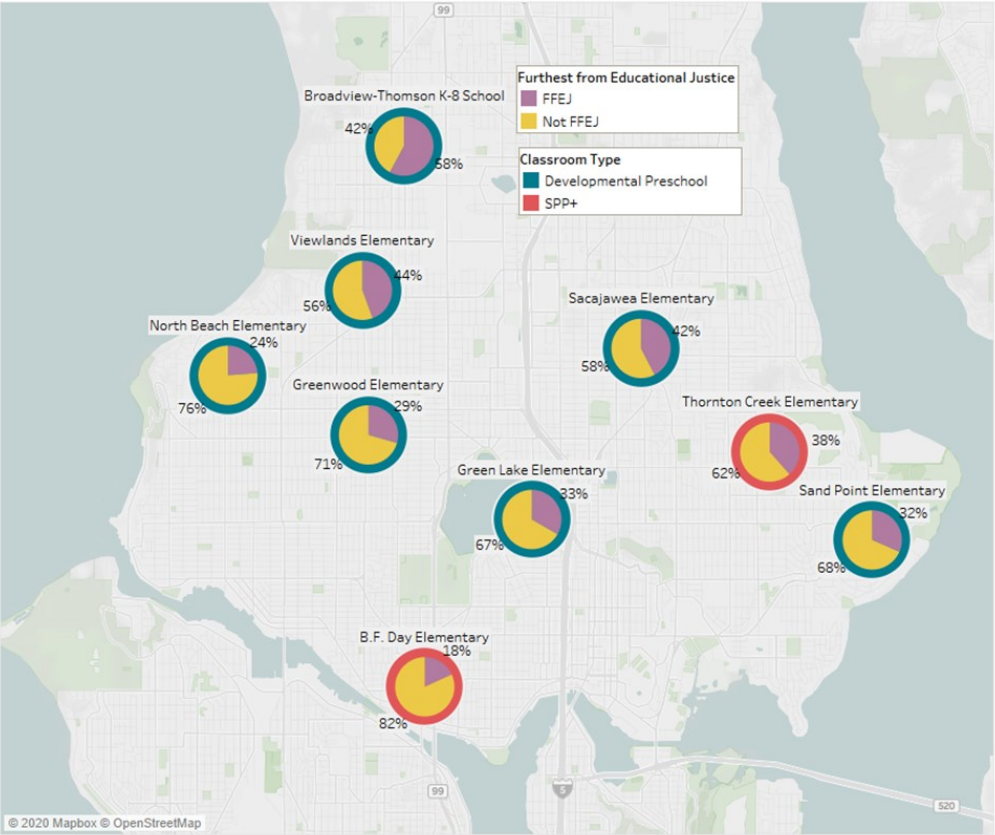 99
Furthest from Educational Justice
FFEJ
Not FFEJ
Broadview-Thomson K-8 School
42%
58%
Classroom Type
Developmental Preschool
SPP+
Viewlands Elementary
44%
56%
Sacajawea Elementary
42%
58%
North Beach Elementary
24%
76%
Greenwood Elementary
29%
71%
Thornton Creek Elementary
38%
62%
Green Lake Elementary
33%
67%
Sand Point Elementary
32%
68%
B.F. Day Elementary
18%
82%
99
5
520
© 2020 Mapbox © OpenStreetMap